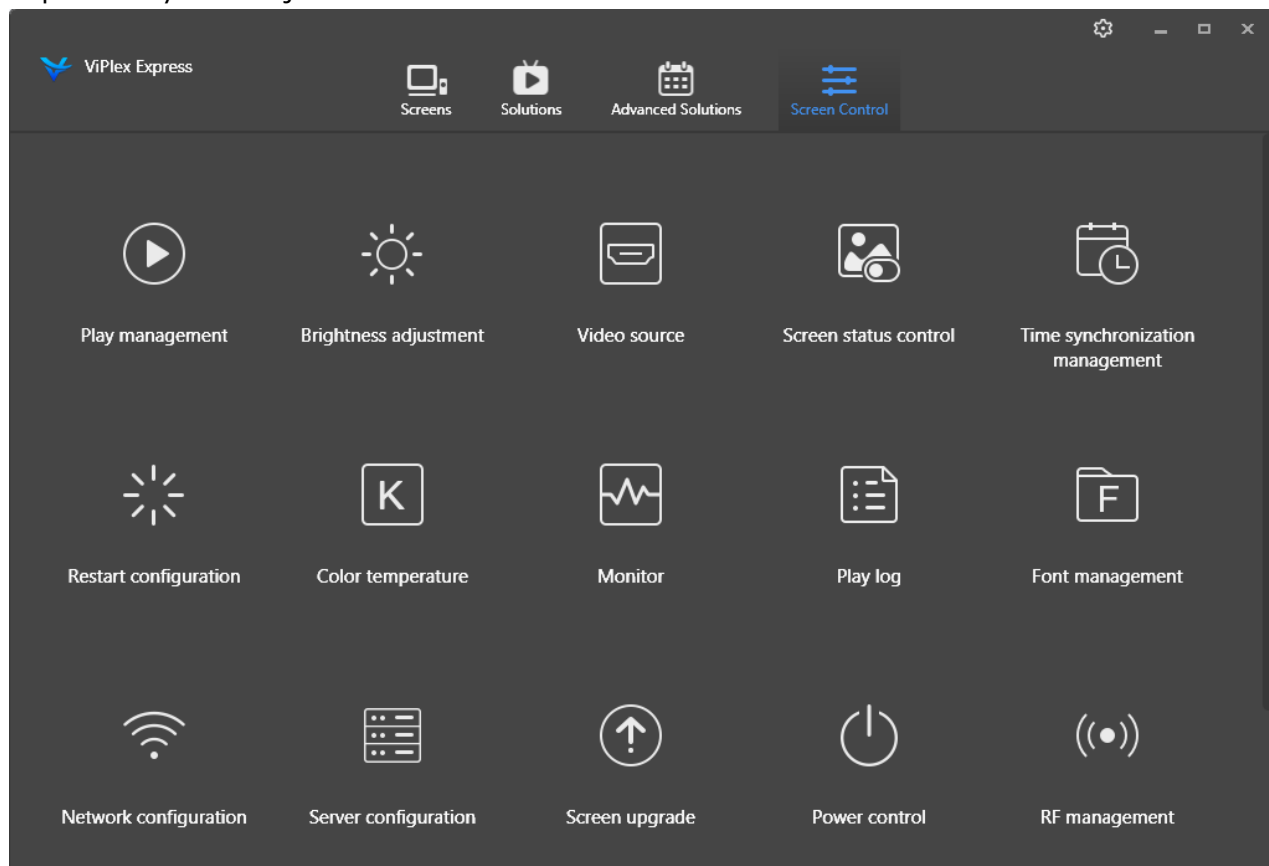 ViPlex Express
Screens
Solutions
Advanced Solutions
Screen Control
Play management
Brightness adjustment
Video source
Screen status control
Time synchronization
management
K
F
Restart configuration
Color temperature
Monitor
Play log
Font management
Network configuration
Server configuration
Screen upgrade
Power control
RF management